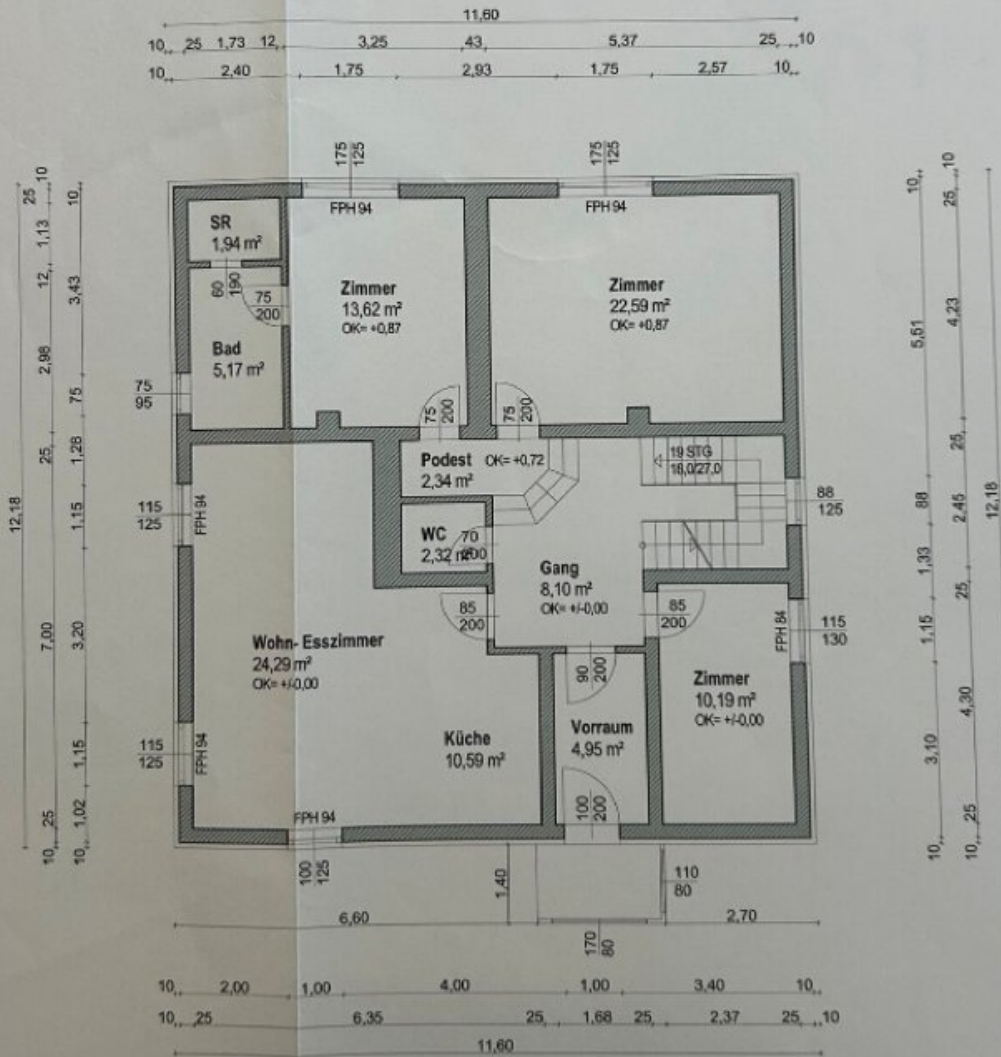 11,60
10 25 1,73 12 3,25 43 5,37 25 10
10 2,40 1,75 2,93 1,75 2,57 10
175
125
175
125
FPH 94
FPH 94
SR
1,94 m²
60
190
75
200
Bad
5,17 m²
Zimmer
13,62 m²
OK= +0,87
Zimmer
22,59 m²
OK= +0,87
75
95
75
200
75
200
Podest OK= +0,72
2,34 m²
19 STG
18,0/27,0
88
125
115
125
FPH 94
WC
2,32 m²
70
200
Gang
8,10 m²
OK= +/-0,00
85
200
85
200
FPH 84
115
130
Wohn- Esszimmer
24,29 m²
OK= +/-0,00
90
200
Zimmer
10,19 m²
OK= +/-0,00
Küche
10,59 m²
Vorraum
4,95 m²
115
125
FPH 94
FPH 94
100
200
100
125
1,40
110
80
6,60 2,70
170
80
10 2,00 1,00 4,00 1,00 3,40 10
10 25 6,35 25 1,68 25 2,37 25 10
11,60
12,18
10 25 1,13 12 2,98 25 7,00 25 10
10 3,43 75 1,28 1,15 3,20 1,15 1,02 10
10 5,51 88 1,33 1,15 3,10 10
10 25 4,23 25 2,45 25 4,30 25 10
12,18